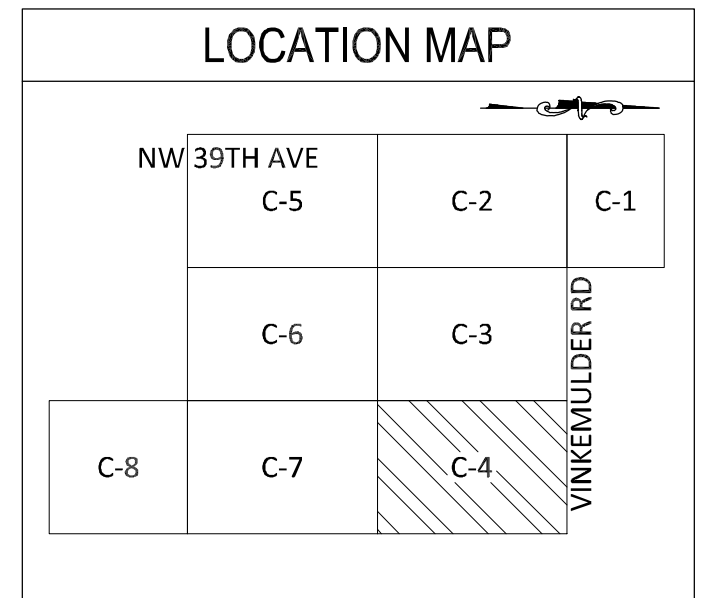 LOCATION MAP
NW 39TH AVE
C-5
C-2
C-1
C-6
C-3
VINKEMULDER RD
C-8
C-7
C-4